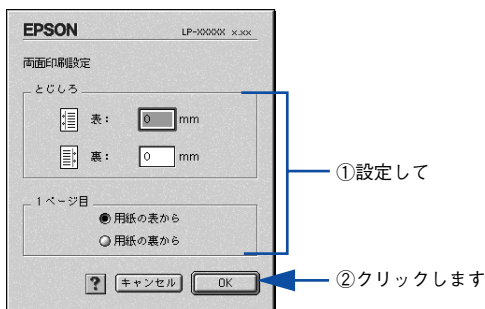 EPSON LP-XXXXX x.xx
両面印刷設定
とじしろ
表： 0 mm
裏： 0 mm
①設定して
1ページ目
用紙の表から
用紙の裏から
? キャンセル OK
②クリックします